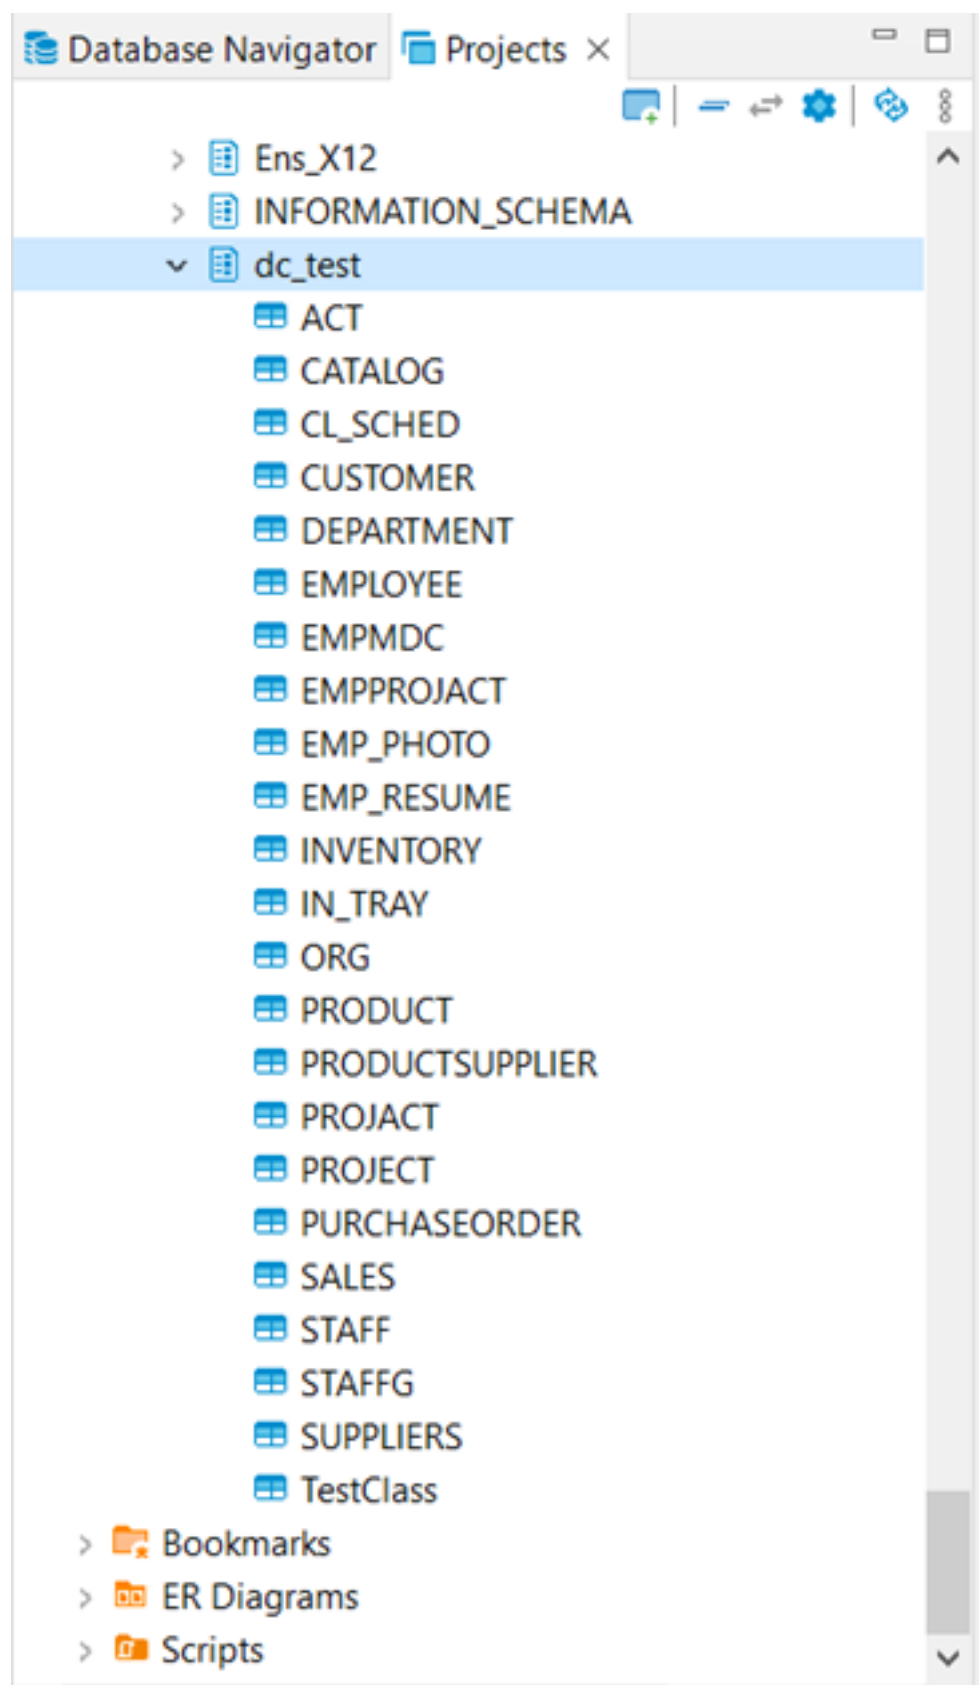 Database Navigator Projects
Ens_X12
INFORMATION_SCHEMA
dc_test
ACT
CATALOG
CL_SCHED
CUSTOMER
DEPARTMENT
EMPLOYEE
EMPMDC
EMPPROJACT
EMP_PHOTO
EMP_RESUME
INVENTORY
IN_TRAY
ORG
PRODUCT
PRODUCTSUPPLIER
PROJACT
PROJECT
PURCHASEORDER
SALES
STAFF
STAFFG
SUPPLIERS
TestClass
Bookmarks
ER Diagrams
Scripts